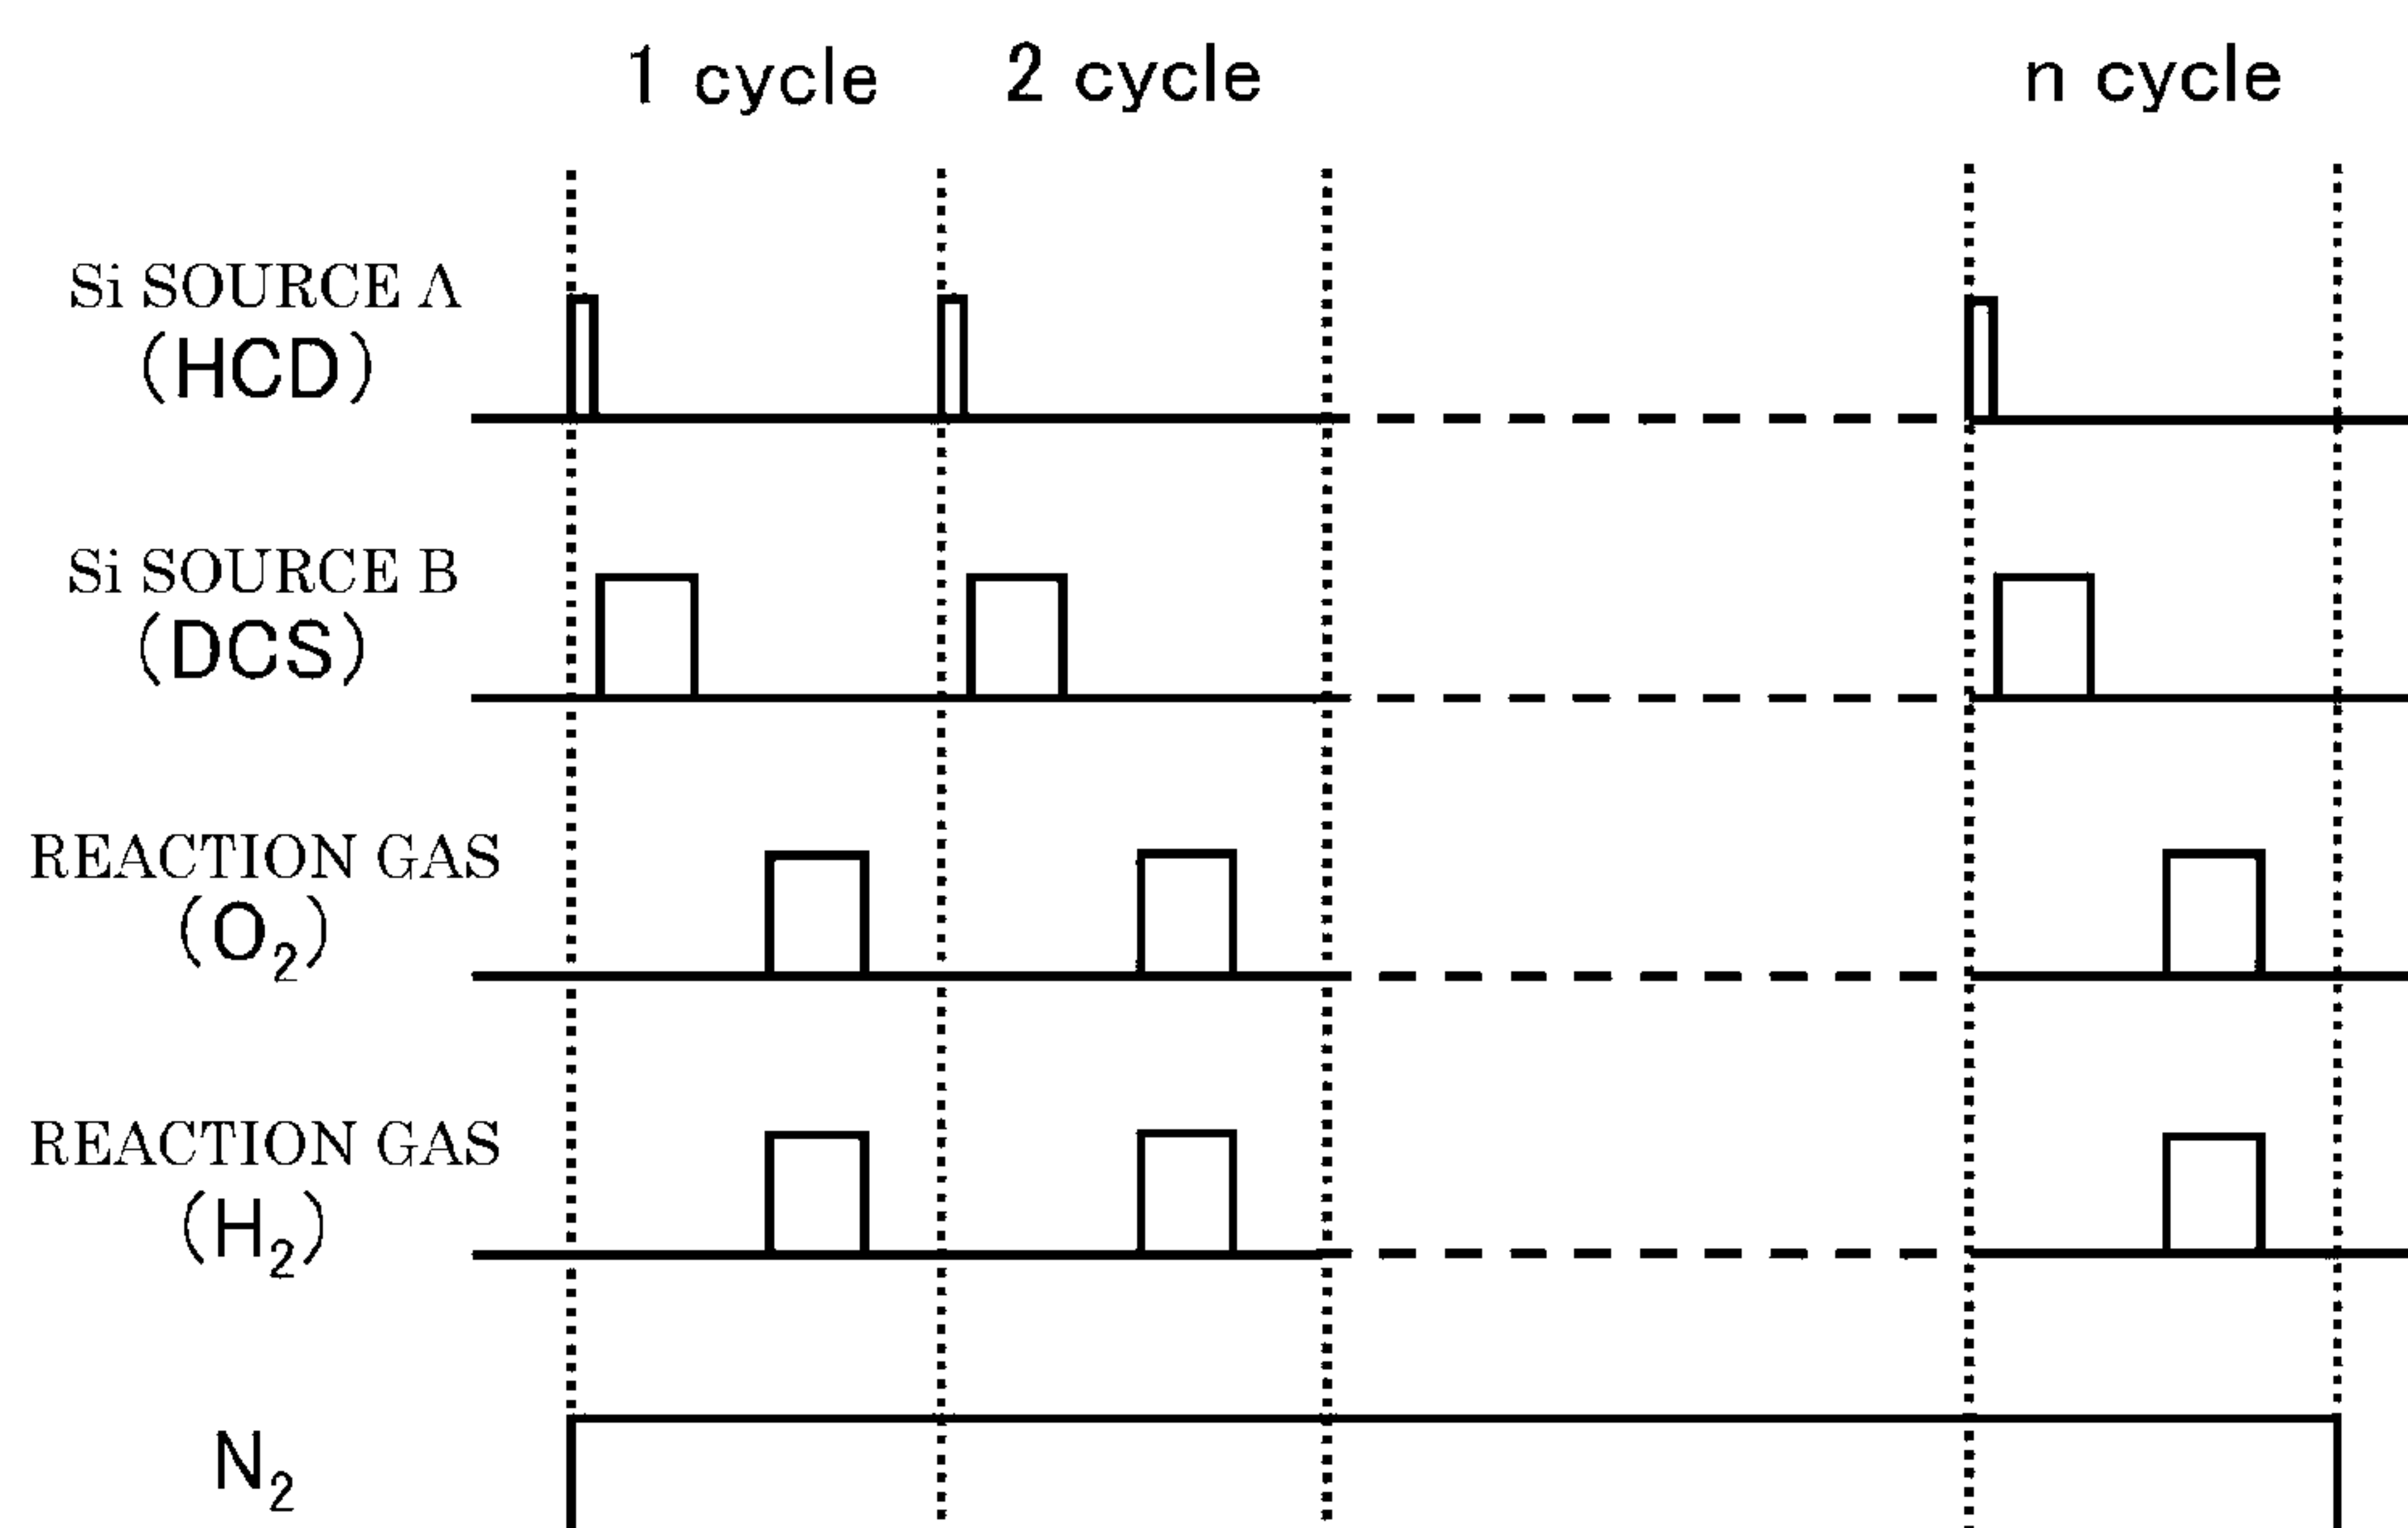 1 cycle 2 cycle n cycle
Si SOURCE A
(HCD)
Si SOURCE B
(DCS)
REACTION GAS
(O₂)
REACTION GAS
(H₂)
N₂